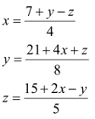 x = (7 + y − z)/4
y = (21 + 4x + z)/8
z = (15 + 2x − y)/5